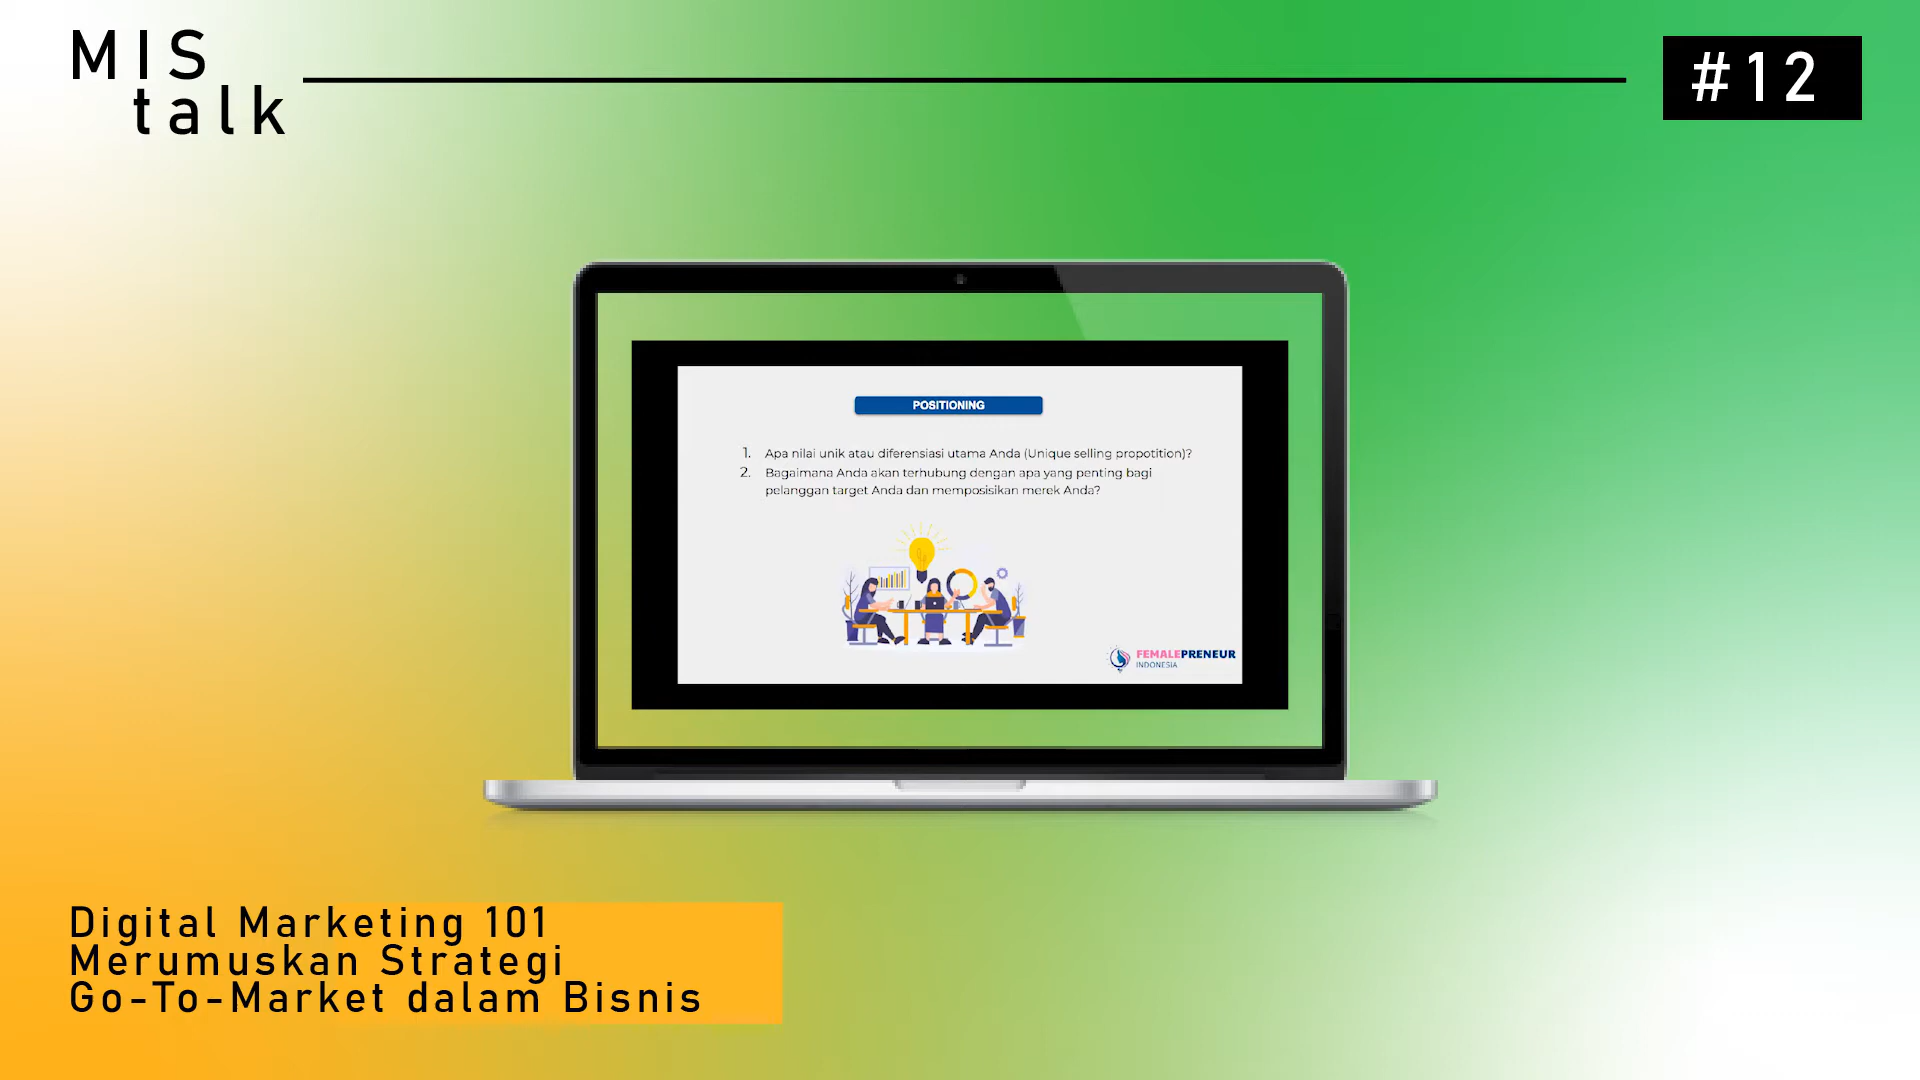 MIS
talk
#12
POSITIONING
1. Apa nilai unik atau diferensiasi utama Anda (Unique selling propotition)?
2. Bagaimana Anda akan terhubung dengan apa yang penting bagi
pelanggan target Anda dan memposisikan merek Anda?
FEMALEPRENEUR
INDONESIA
Digital Marketing 101
Merumuskan Strategi
Go-To-Market dalam Bisnis